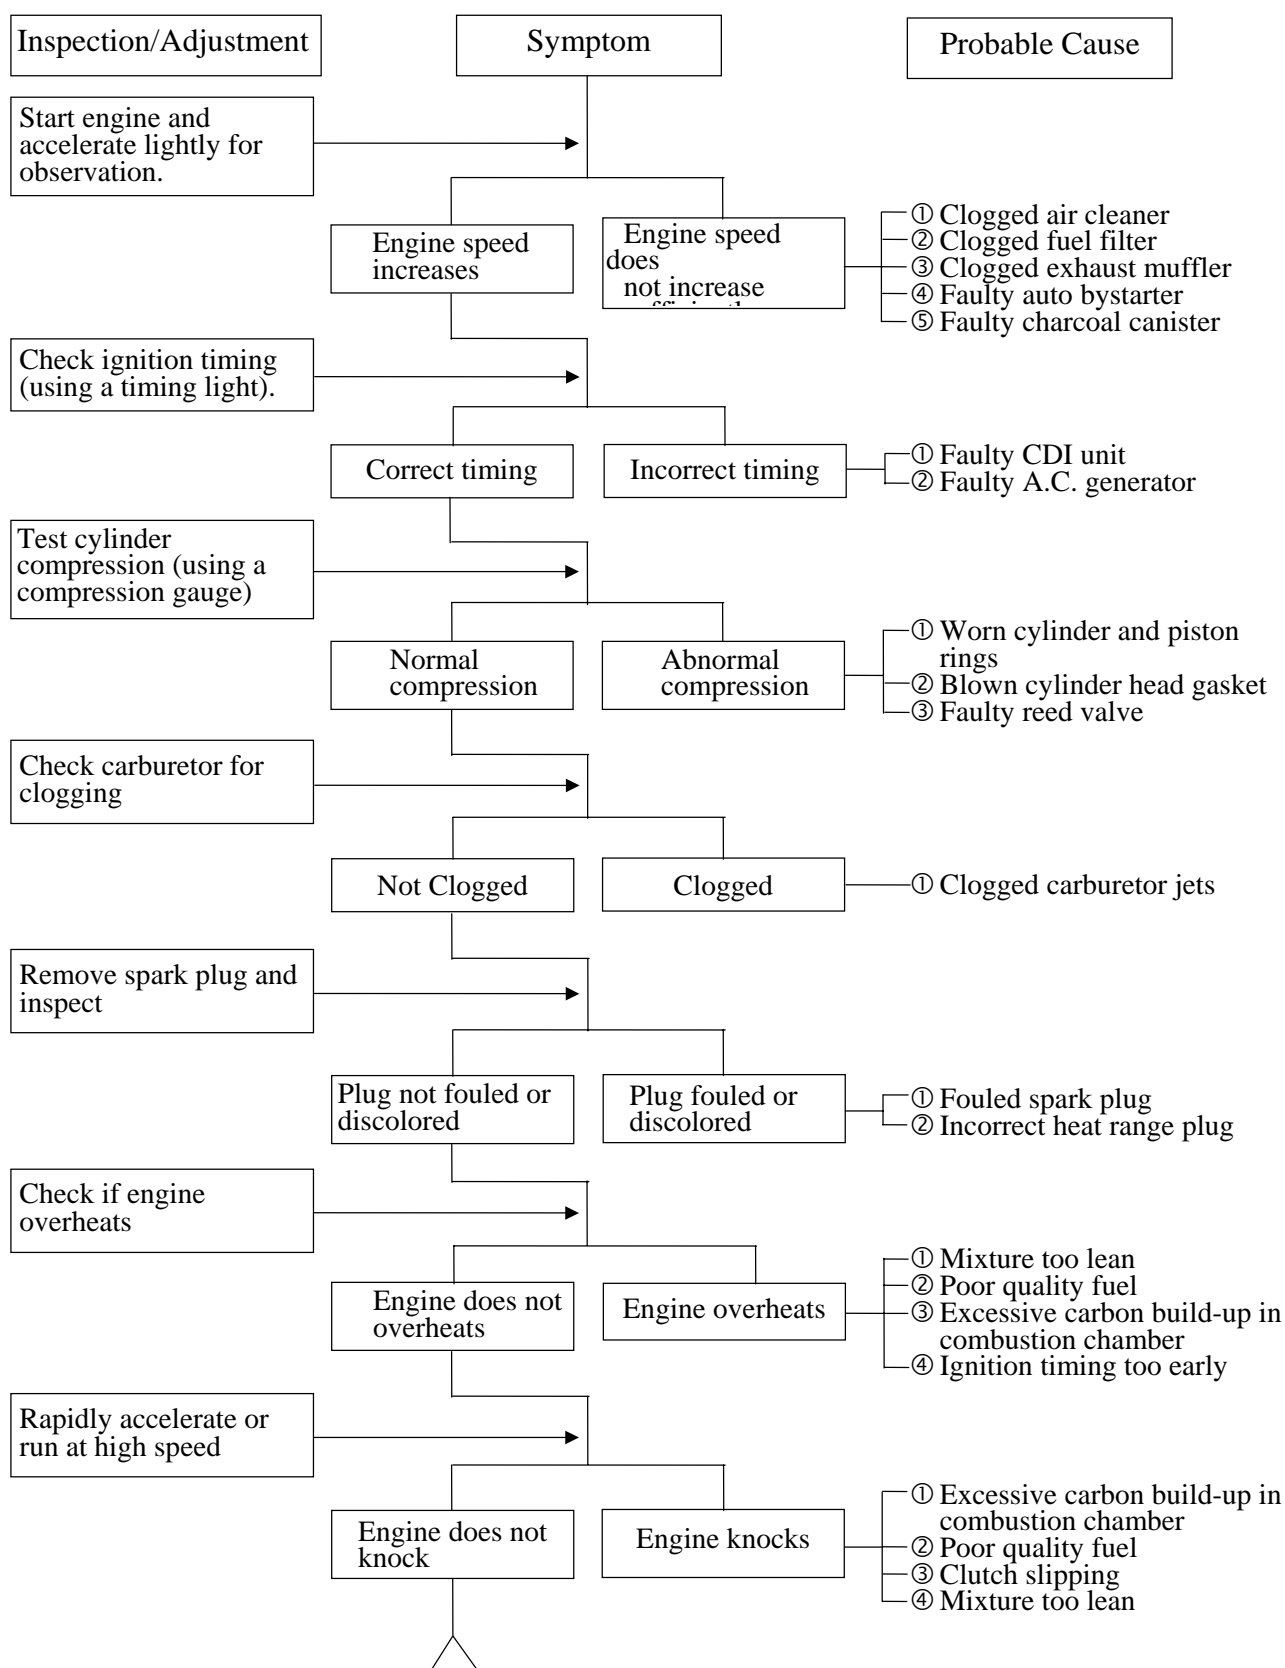 Inspection/Adjustment
Symptom
Probable Cause
Start engine and
accelerate lightly for
observation.
Engine speed
increases
Engine speed
does
not increase
① Clogged air cleaner
② Clogged fuel filter
③ Clogged exhaust muffler
④ Faulty auto bystarter
⑤ Faulty charcoal canister
Check ignition timing
(using a timing light).
Correct timing
Incorrect timing
① Faulty CDI unit
② Faulty A.C. generator
Test cylinder
compression (using a
compression gauge)
Normal
compression
Abnormal
compression
① Worn cylinder and piston
rings
② Blown cylinder head gasket
③ Faulty reed valve
Check carburetor for
clogging
Not Clogged
Clogged
① Clogged carburetor jets
Remove spark plug and
inspect
Plug not fouled or
discolored
Plug fouled or
discolored
① Fouled spark plug
② Incorrect heat range plug
Check if engine
overheats
Engine does not
overheats
Engine overheats
① Mixture too lean
② Poor quality fuel
③ Excessive carbon build-up in
combustion chamber
④ Ignition timing too early
Rapidly accelerate or
run at high speed
Engine does not
knock
Engine knocks
① Excessive carbon build-up in
combustion chamber
② Poor quality fuel
③ Clutch slipping
④ Mixture too lean